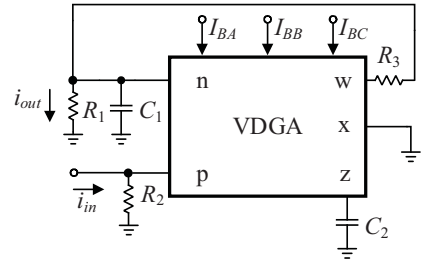 I_BA I_BB I_BC
R_3
n w
i_out R_1 C_1 VDGA x
p z
i_in R_2 C_2